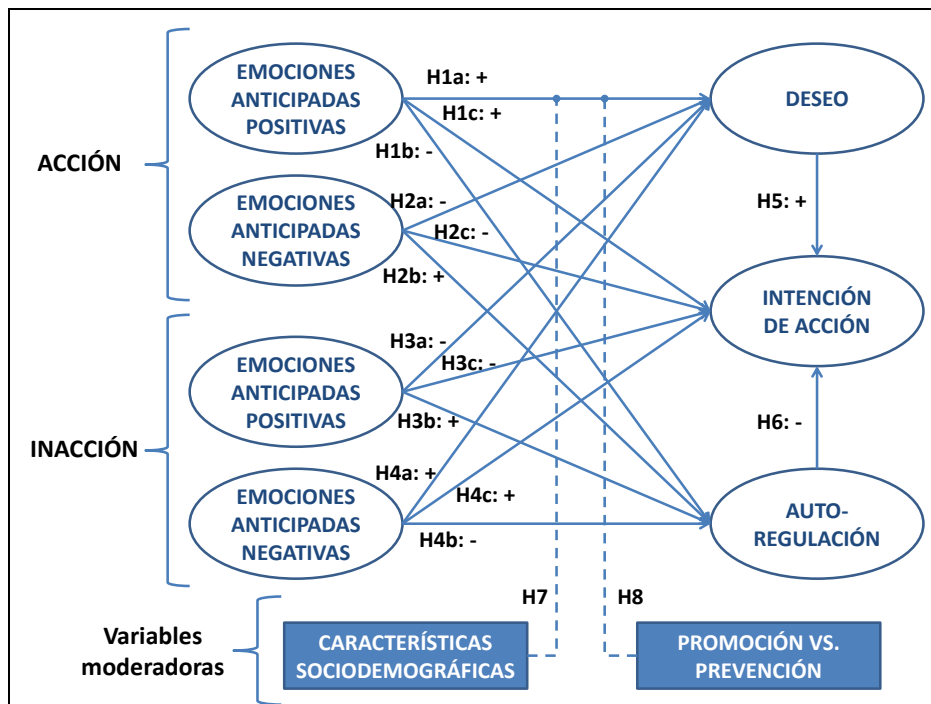 ACCIÓN
EMOCIONES
ANTICIPADAS
POSITIVAS
H1a: +
H1c: +
H1b: -
DESEO
EMOCIONES
ANTICIPADAS
NEGATIVAS
H2a: -
H2c: -
H2b: +
H5: +
INTENCIÓN
DE ACCIÓN
INACCIÓN
EMOCIONES
ANTICIPADAS
POSITIVAS
H3a: -
H3c: -
H3b: +
H6: -
EMOCIONES
ANTICIPADAS
NEGATIVAS
H4a: +
H4c: +
H4b: -
AUTO-
REGULACIÓN
H7
H8
Variables
moderadoras
CARACTERÍSTICAS
SOCIODEMOGRÁFICAS
PROMOCIÓN VS.
PREVENCIÓN